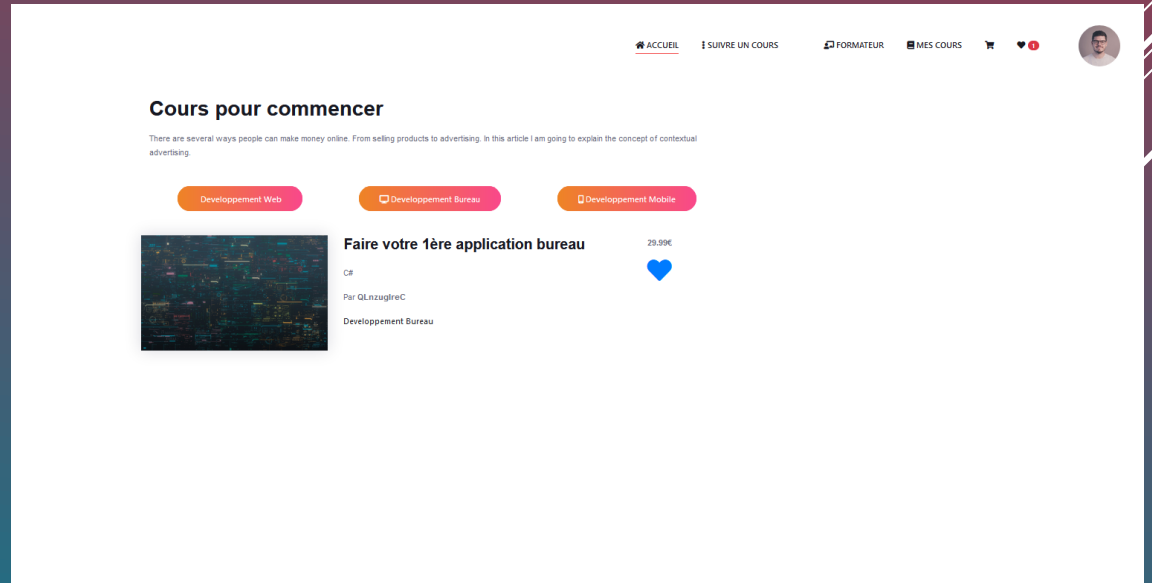 ACCUEIL SUIVRE UN COURS FORMATEUR MES COURS 1
Cours pour commencer
There are several ways people can make money online. From selling products to advertising. In this article I am going to explain the concept of contextual
advertising.
Developpement Web Developpement Bureau Developpement Mobile
Faire votre 1ère application bureau 29.99€
C#
Par QLnzugIreC
Developpement Bureau